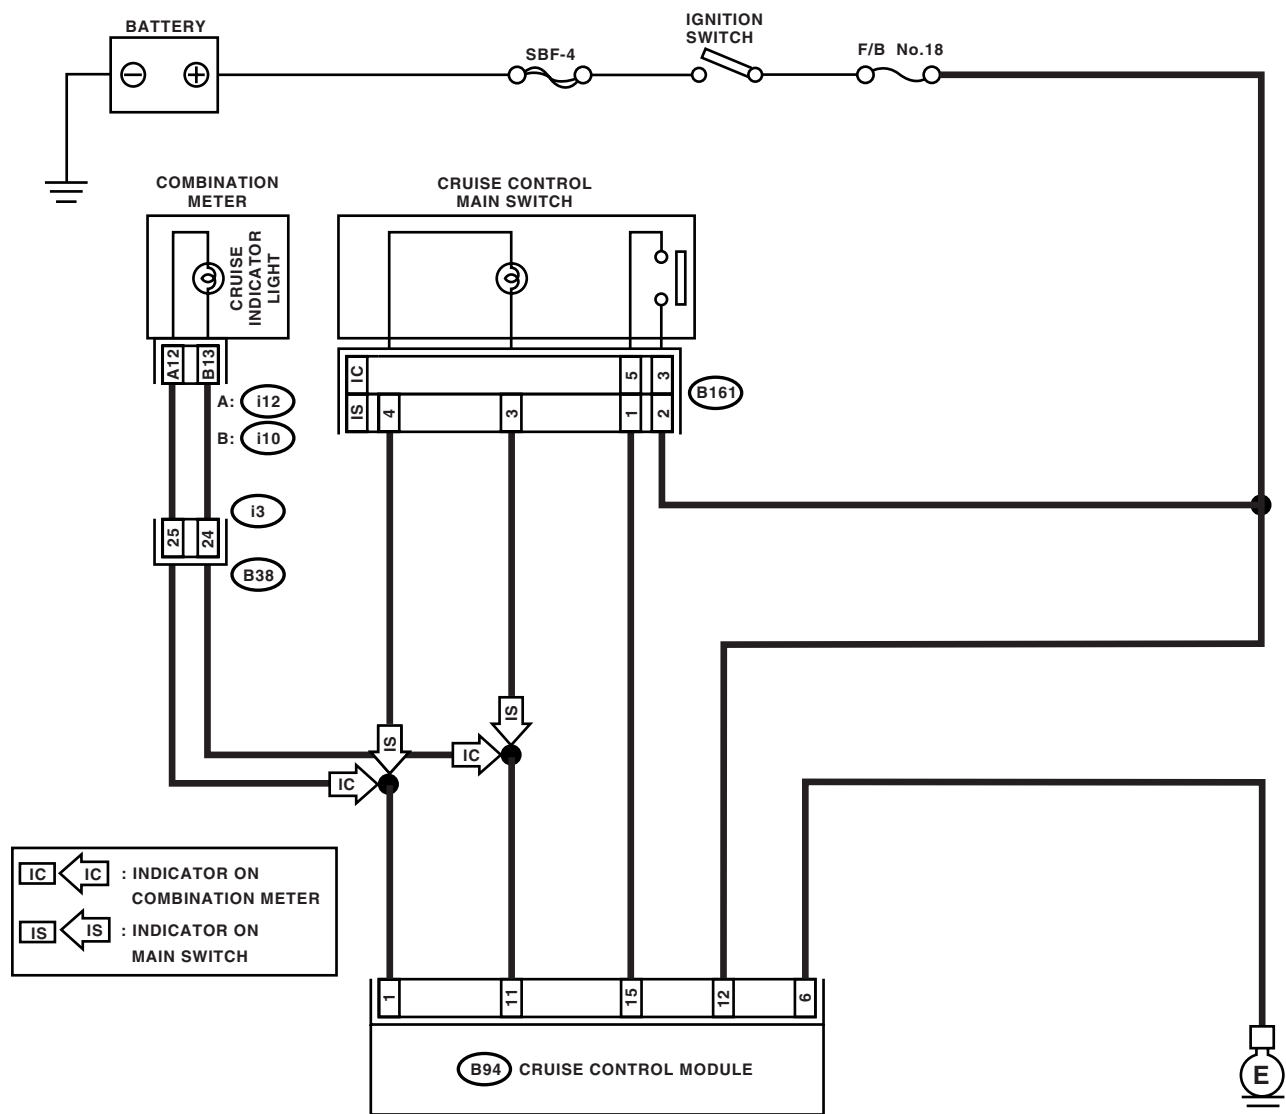 BATTERY
SBF-4
IGNITION
SWITCH
F/B No.18
COMBINATION
METER
CRUISE
INDICATOR
LIGHT
CRUISE CONTROL
MAIN SWITCH
A12
B13
A: i12
B: i10
IC
5
3
IS
4
3
1
2
B161
i3
25
24
B38
IS
IS
IC
IC
IC IC : INDICATOR ON
COMBINATION METER
IS IS : INDICATOR ON
MAIN SWITCH
1
11
15
12
6
B94 CRUISE CONTROL MODULE
E